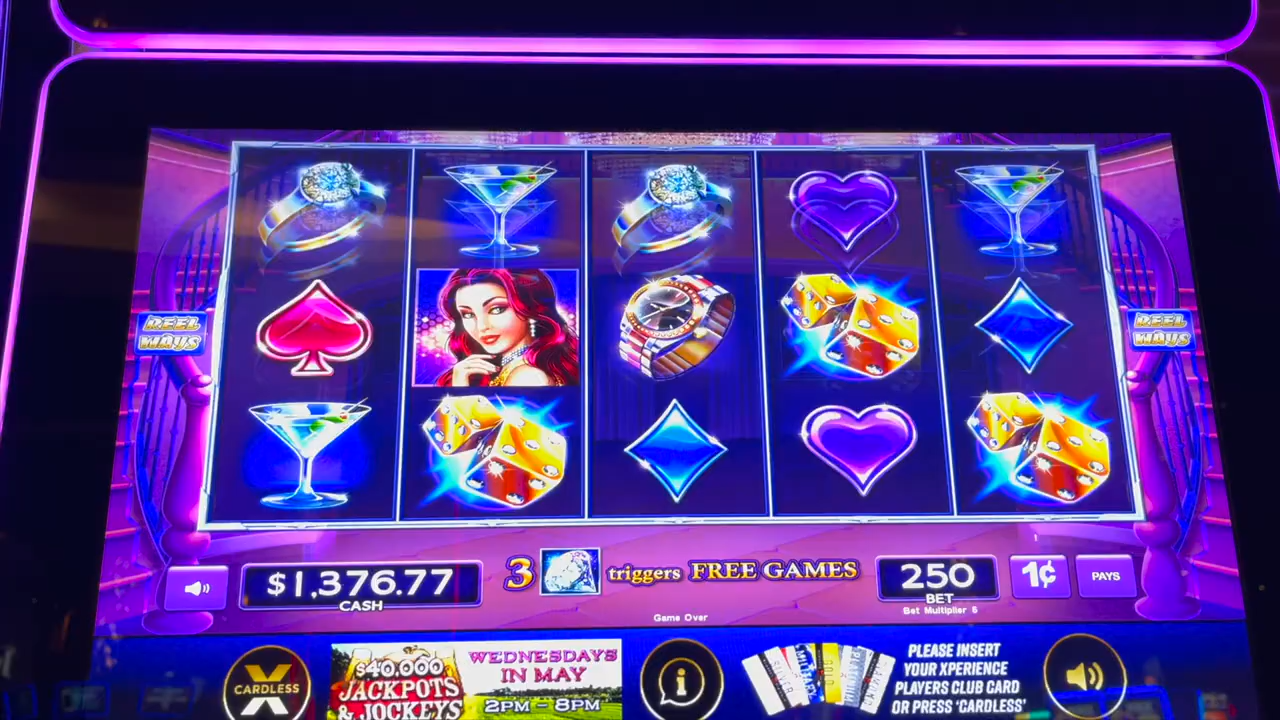 REEL
WAYS
REEL
WAYS
$1,376.77
CASH
3 triggers FREE GAMES
250
BET
Bet Multiplier 5
1¢
PAYS
Game Over
X
CARDLESS
$40,000
JACKPOTS
& JOCKEYS
WEDNESDAYS
IN MAY
2PM - 8PM
i
PLEASE INSERT
YOUR XPERIENCE
PLAYERS CLUB CARD
OR PRESS 'CARDLESS'